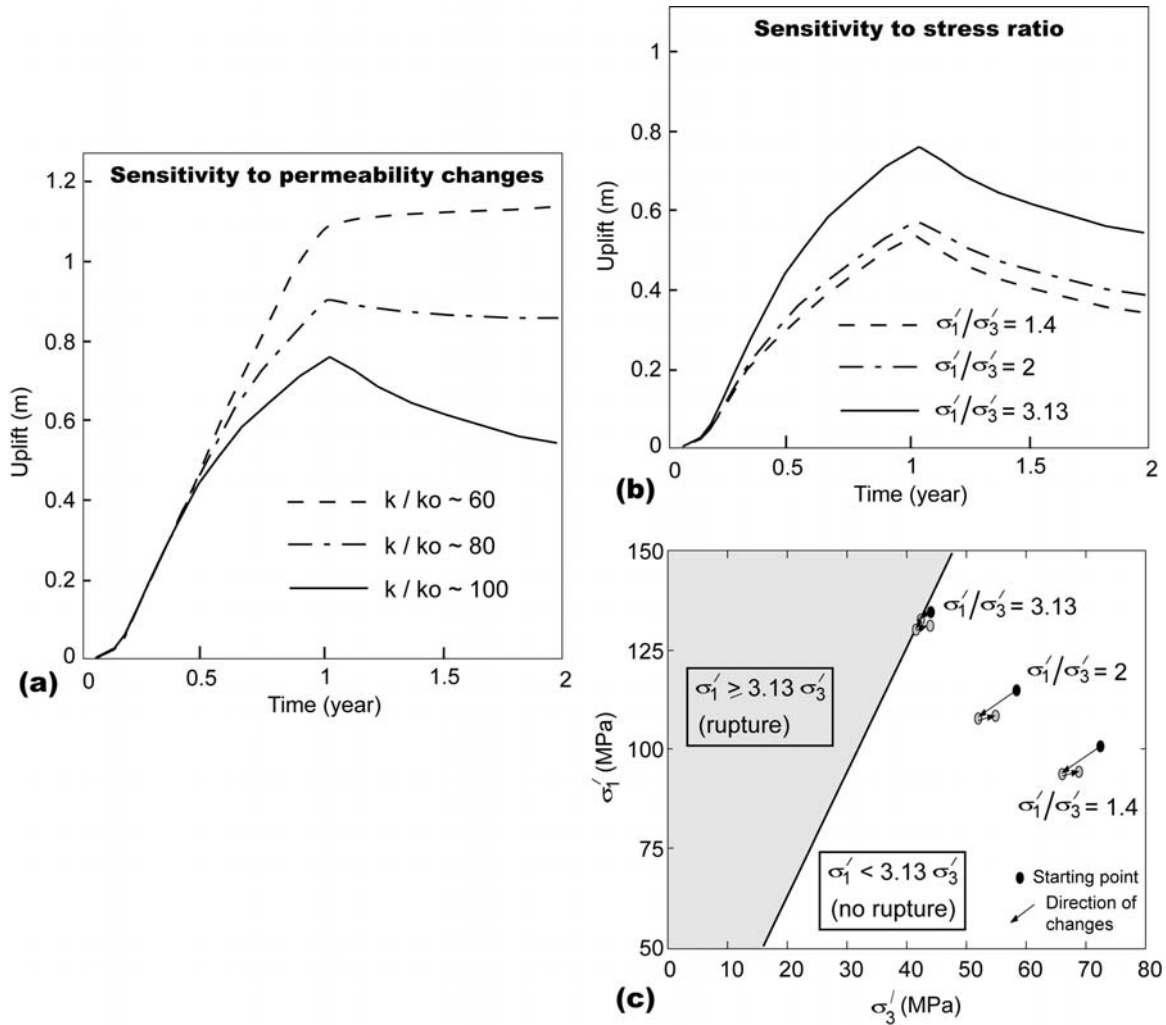 Sensitivity to permeability changes
1.2
1
0.8
0.6
0.4
0.2
0
Uplift (m)
k / ko ~ 60
k / ko ~ 80
k / ko ~ 100
0 0.5 1 1.5 2
Time (year)
(a)
Sensitivity to stress ratio
1
0.8
0.6
0.4
0.2
0
Uplift (m)
σ₁′/σ₃′ = 1.4
σ₁′/σ₃′ = 2
σ₁′/σ₃′ = 3.13
0 0.5 1 1.5 2
Time (year)
(b)
150
125
100
75
50
σ₁′ (MPa)
σ₁′/σ₃′ = 3.13
σ₁′/σ₃′ = 2
σ₁′/σ₃′ = 1.4
σ₁′ ≥ 3.13 σ₃′
(rupture)
σ₁′ < 3.13 σ₃′
(no rupture)
Starting point
Direction of
changes
0 10 20 30 40 50 60 70 80
σ₃′ (MPa)
(c)